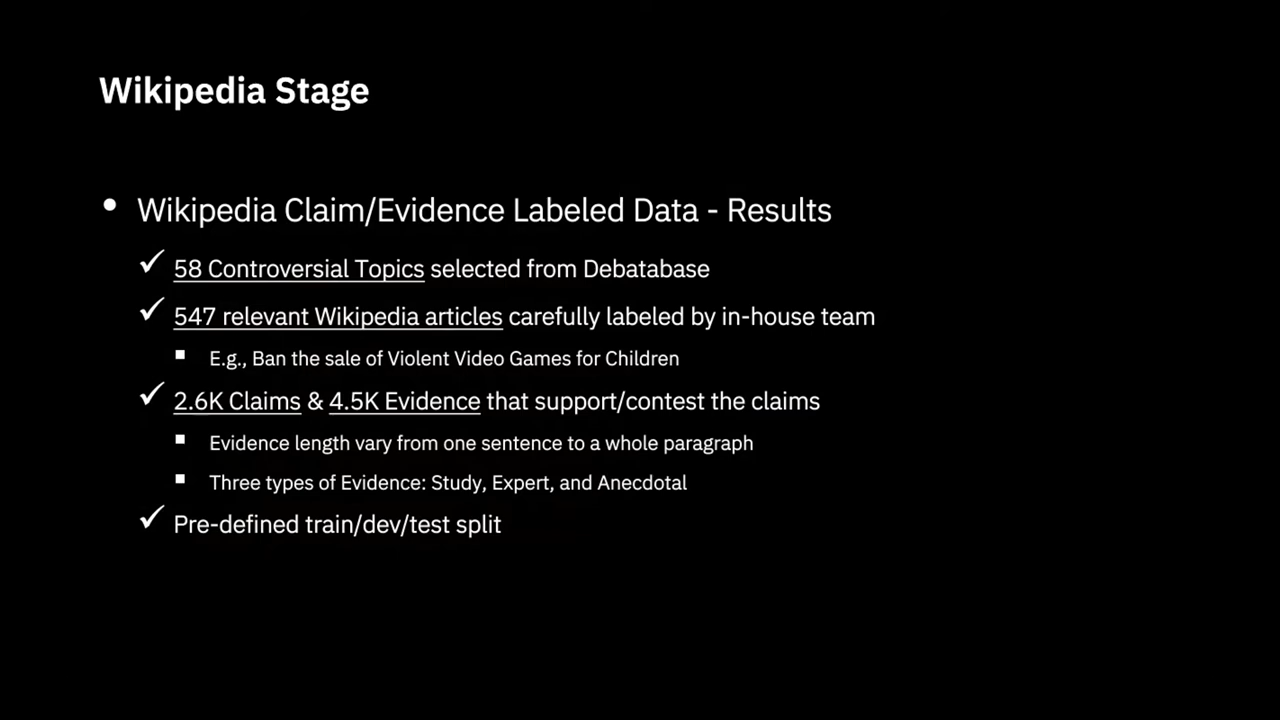 Wikipedia Stage
• Wikipedia Claim/Evidence Labeled Data - Results
✓ 58 Controversial Topics selected from Debatabase
✓ 547 relevant Wikipedia articles carefully labeled by in-house team
▪ E.g., Ban the sale of Violent Video Games for Children
✓ 2.6K Claims & 4.5K Evidence that support/contest the claims
▪ Evidence length vary from one sentence to a whole paragraph
▪ Three types of Evidence: Study, Expert, and Anecdotal
✓ Pre-defined train/dev/test split